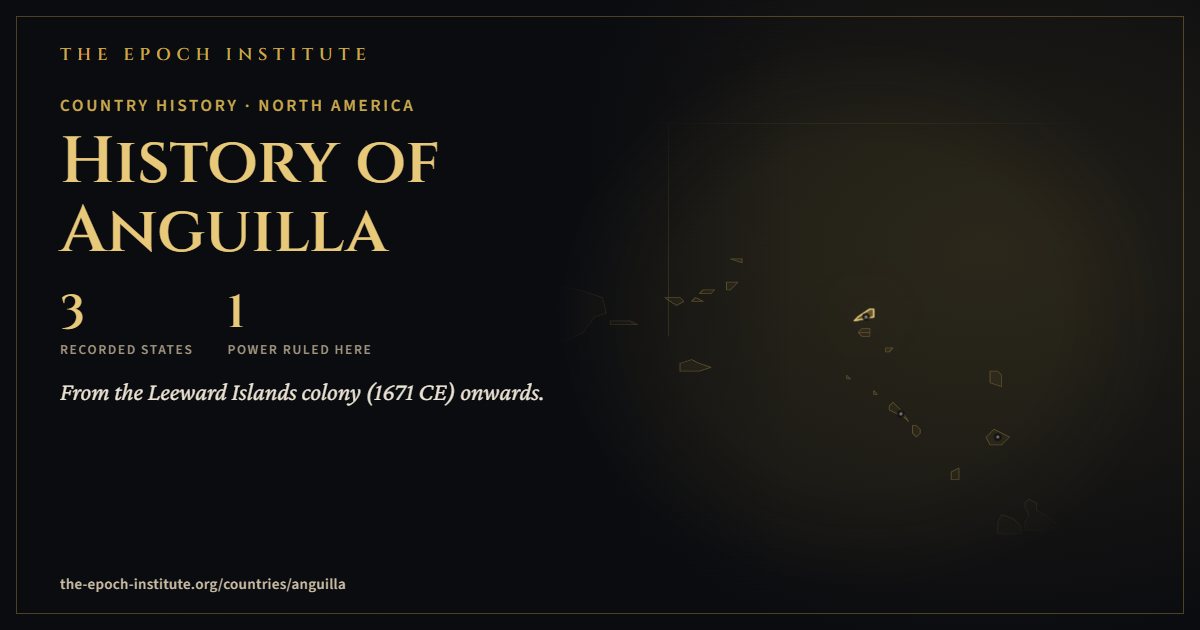 THE EPOCH INSTITUTE
COUNTRY HISTORY · NORTH AMERICA
HISTORY OF
ANGUILLA
3 1
RECORDED STATES POWER RULED HERE
From the Leeward Islands colony (1671 CE) onwards.
the-epoch-institute.org/countries/anguilla